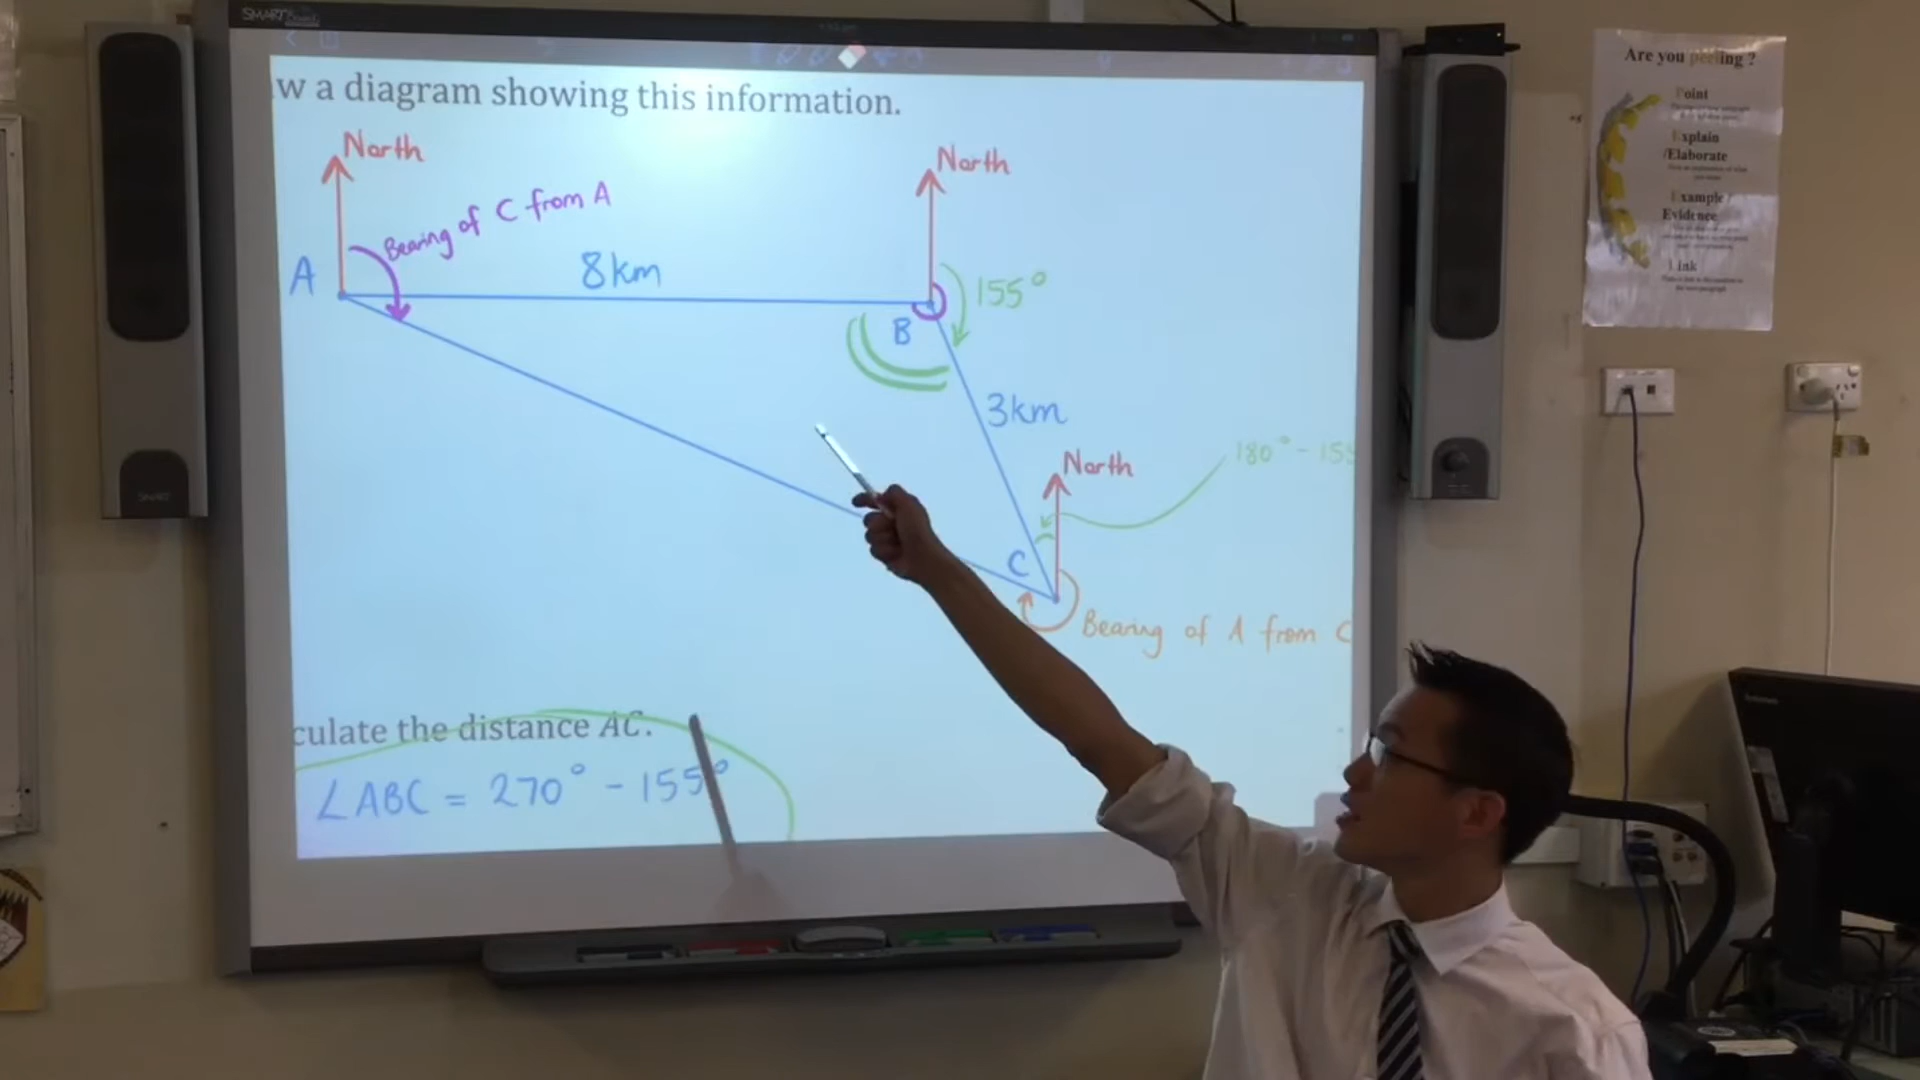 SMART
w a diagram showing this information.
North
Bearing of C from A
A
8km
North
155°
B
3km
North
180° - 155
C
Bearing of A from C
culate the distance AC.
∠ABC = 270° - 155°
SMART
Are you peeling ?
Point
Explain
/Elaborate
Example /
Evidence
Link